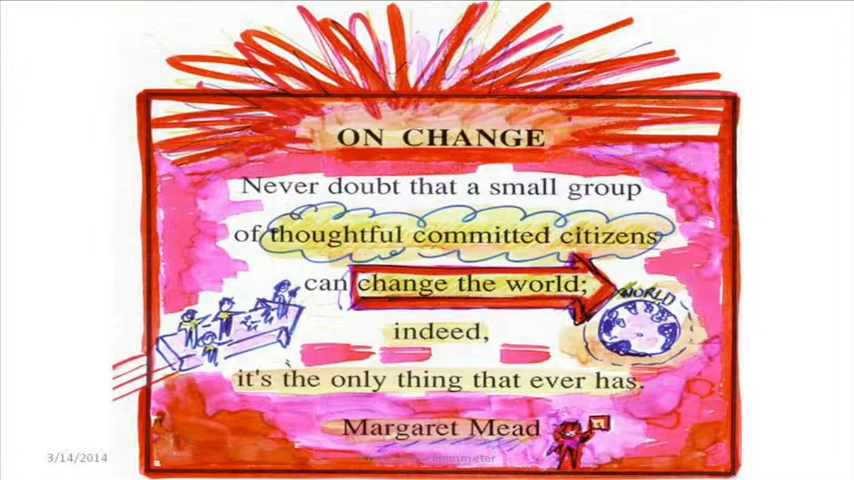 ON CHANGE
Never doubt that a small group
of thoughtful committed citizens
can change the world;
WORLD
indeed,
it's the only thing that ever has.
Margaret Mead
3/14/2014